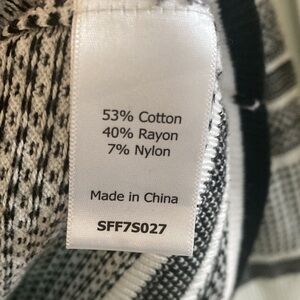 53% Cotton
40% Rayon
7% Nylon
Made in China
SFF7S027